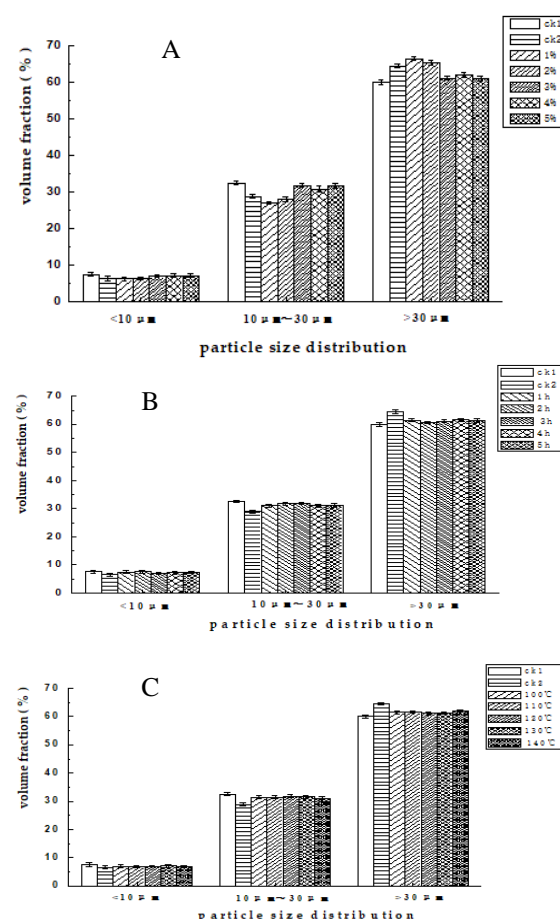 A
ck1
ck2
1%
2%
3%
4%
5%
volume fraction (%)
70
60
50
40
30
20
10
0
<10 μm
10 μm~30 μm
>30 μm
particle size distribution
B
ck1
ck2
1h
2h
3h
4h
5h
volume fraction (%)
70
60
50
40
30
20
10
0
<10 μm
10 μm~30 μm
>30 μm
particle size distribution
C
ck1
ck2
100℃
110℃
120℃
130℃
140℃
volume fraction (%)
70
60
50
40
30
20
10
0
<10 μm
10 μm~30 μm
>30 μm
particle size distribution